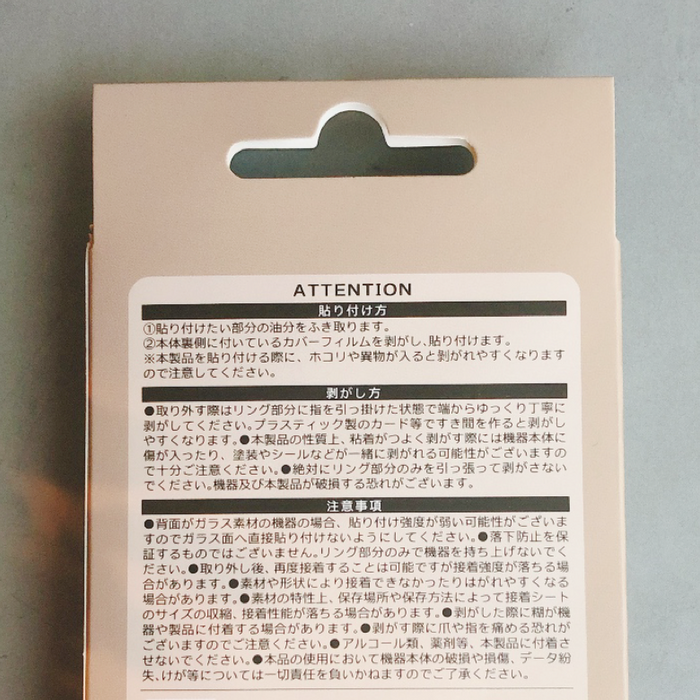 ATTENTION
貼り付け方
①貼り付けたい部分の油分をふき取ります。
②本体裏側に付いているカバーフィルムを剥がし、貼り付けます。
※本製品を貼り付ける際に、ホコリや異物が入ると剥がれやすくなります
ので注意してください。
剥がし方
●取り外す際はリング部分に指を引っ掛けた状態で端からゆっくり丁寧に
剥がしてください。プラスティック製のカード等ですき間を作ると剥がし
やすくなります。●本製品の性質上、粘着がつよく剥がす際には機器本体に
傷が入ったり、塗装やシールなどが一緒に剥がれる可能性がございますの
で十分ご注意ください。●絶対にリング部分のみを引っ張って剥がさない
でください。機器及び本製品が破損する恐れがございます。
注意事項
●背面がガラス素材の機器の場合、貼り付け強度が弱い可能性がございま
すのでガラス面へ直接貼り付けないようにしてください。●落下防止を保
証するものではございません。リング部分のみで機器を持ち上げないでく
ださい。●取り外し後、再度接着することは可能ですが接着強度が落ちる場
合があります。●素材や形状により接着できなかったりはがれやすくなる
場合があります。●素材の特性上、保存場所や保存方法によって接着シート
のサイズの収縮、接着性能が落ちる場合があります。●剥がした際に糊が機
器や製品に付着する場合があります。●剥がす際に爪や指を痛める恐れが
ございますのでご注意ください。●アルコール類、薬剤等、本製品に付着さ
せないでください。●本品の使用において機器本体の破損や損傷、データ紛
失、けが等については一切責任を負いかねますのでご了承ください。